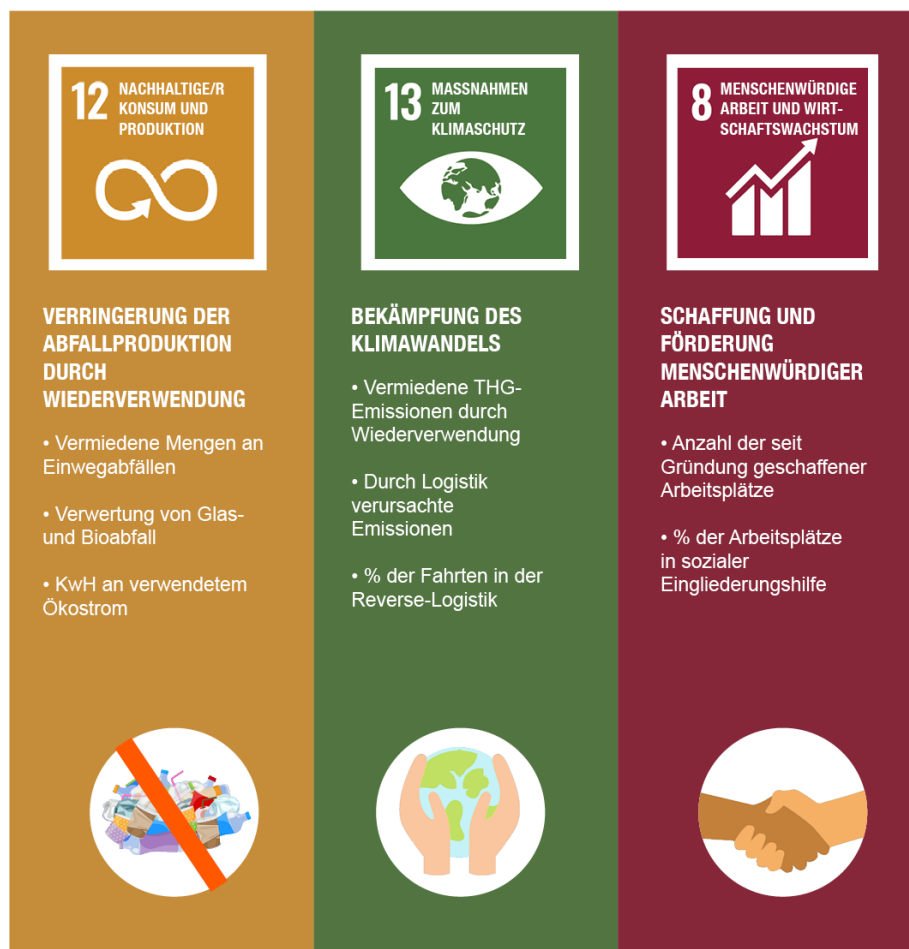 12 NACHHALTIGE/R
KONSUM UND
PRODUKTION
VERRINGERUNG DER
ABFALLPRODUKTION
DURCH
WIEDERVERWENDUNG
• Vermiedene Mengen an
Einwegabfällen
• Verwertung von Glas-
und Bioabfall
• KwH an verwendetem
Ökostrom
13 MASSNAHMEN
ZUM
KLIMASCHUTZ
BEKÄMPFUNG DES
KLIMAWANDELS
• Vermiedene THG-
Emissionen durch
Wiederverwendung
• Durch Logistik
verursachte
Emissionen
• % der Fahrten in der
Reverse-Logistik
8 MENSCHENWÜRDIGE
ARBEIT UND WIRT-
SCHAFTSWACHSTUM
SCHAFFUNG UND
FÖRDERUNG
MENSCHENWÜRDIGER
ARBEIT
• Anzahl der seit
Gründung geschaffener
Arbeitsplätze
• % der Arbeitsplätze
in sozialer
Eingliederungshilfe